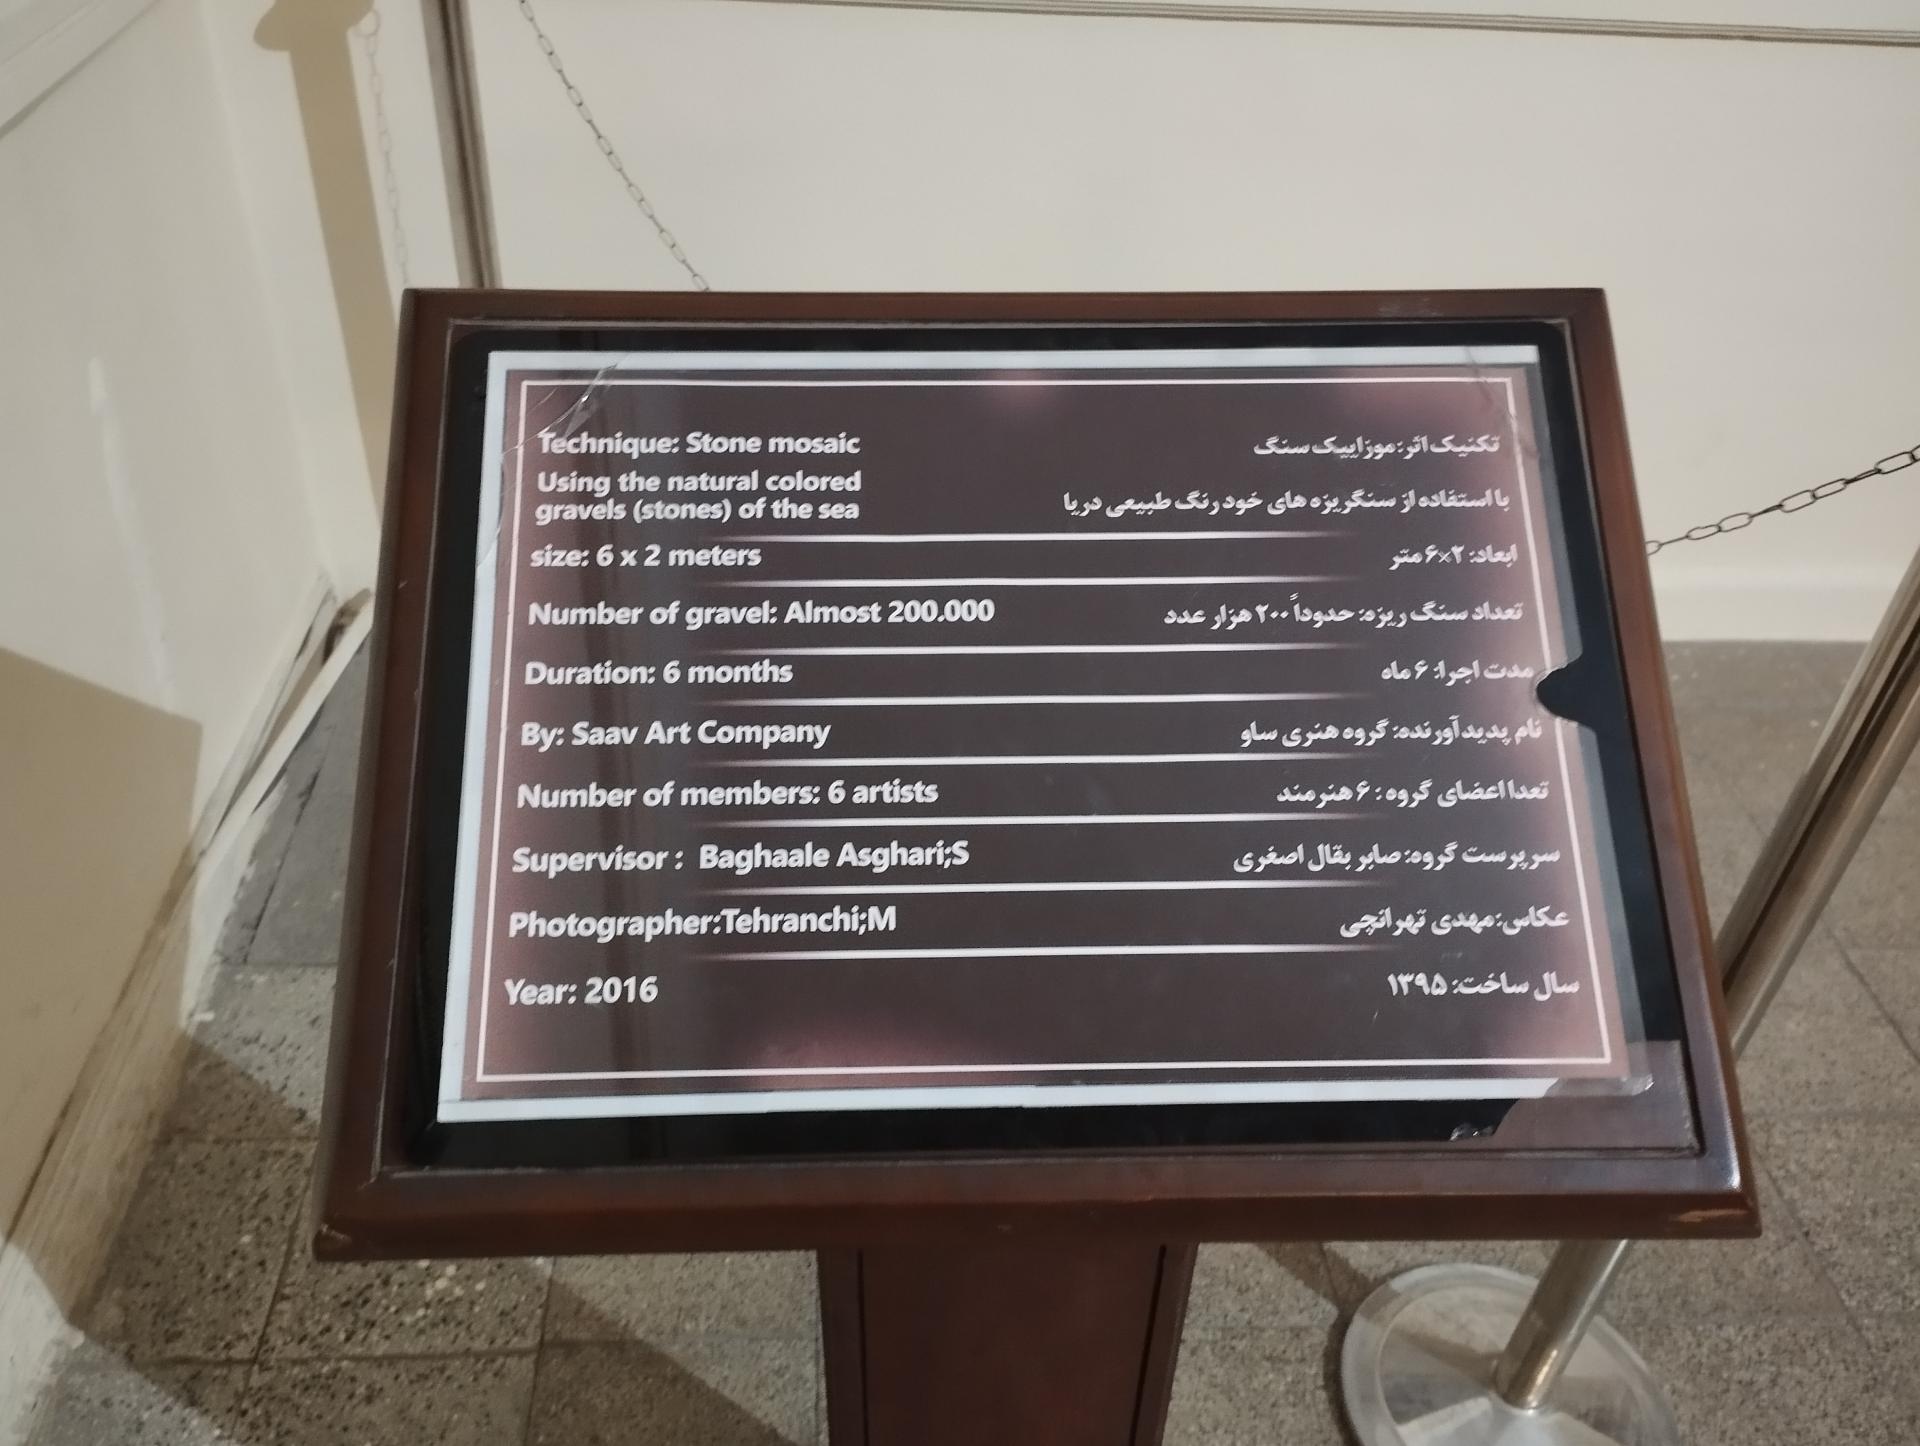 Technique: Stone mosaic
تکنیک اثر: موزاییک سنگ
Using the natural colored
gravels (stones) of the sea
با استفاده از سنگریزه های خود رنگ طبیعی دریا
size: 6 x 2 meters
ابعاد: ۲×۶ متر
Number of gravel: Almost 200.000
تعداد سنگ ریزه: حدوداً ۲۰۰ هزار عدد
Duration: 6 months
مدت اجرا: ۶ ماه
By: Saav Art Company
نام پدیدآورنده: گروه هنری ساو
Number of members: 6 artists
تعدا اعضای گروه: ۶ هنرمند
Supervisor : Baghaale Asghari;S
سرپرست گروه: صابر بقال اصغری
Photographer:Tehranchi;M
عکاس: مهدی تهرانچی
Year: 2016
سال ساخت: ۱۳۹۵